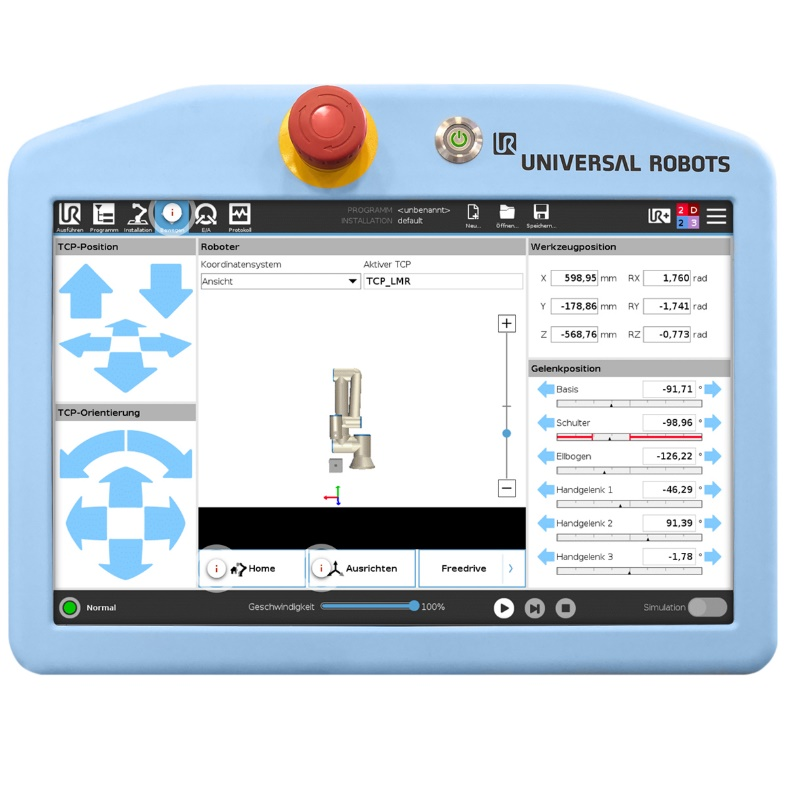 UR UNIVERSAL ROBOTS
UR
Ausführen
Programm
Installation
E/A
Protokoll
PROGRAMM <unbenannt>
INSTALLATION default
Neu...
Öffnen...
Speichern...
UR+
2 D
2 3
TCP-Position
Roboter
Werkzeugposition
Koordinatensystem
Aktiver TCP
Ansicht
TCP_LMR
X 598,95 mm RX 1,760 rad
Y -178,86 mm RY -1,741 rad
Z -568,76 mm RZ -0,773 rad
Gelenkposition
Basis -91,71 °
Schulter -98,96 °
Ellbogen -126,22 °
Handgelenk 1 -46,29 °
Handgelenk 2 91,39 °
Handgelenk 3 -1,78 °
TCP-Orientierung
i Home
i Ausrichten
Freedrive
Normal
Geschwindigkeit 100%
Simulation